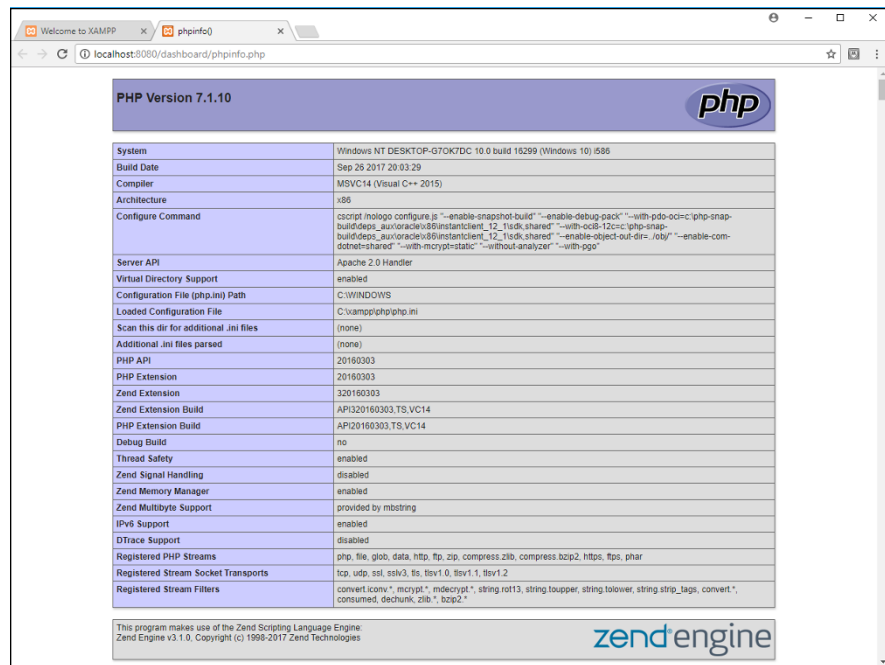 Welcome to XAMPP
phpinfo()
localhost:8080/dashboard/phpinfo.php
PHP Version 7.1.10
php
System Windows NT DESKTOP-G7OK7DC 10.0 build 16299 (Windows 10) i586
Build Date Sep 26 2017 20:03:29
Compiler MSVC14 (Visual C++ 2015)
Architecture x86
Configure Command cscript /nologo configure.js "--enable-snapshot-build" "--enable-debug-pack" "--with-pdo-oci=c:\php-snap-
build\deps_aux\oracle\x86\instantclient_12_1\sdk,shared" "--with-oci8-12c=c:\php-snap-
build\deps_aux\oracle\x86\instantclient_12_1\sdk,shared" "--enable-object-out-dir=../obj/" "--enable-com-
dotnet=shared" "--with-mcrypt=static" "--without-analyzer" "--with-pgo"
Server API Apache 2.0 Handler
Virtual Directory Support enabled
Configuration File (php.ini) Path C:\WINDOWS
Loaded Configuration File C:\xampp\php\php.ini
Scan this dir for additional .ini files (none)
Additional .ini files parsed (none)
PHP API 20160303
PHP Extension 20160303
Zend Extension 320160303
Zend Extension Build API320160303,TS,VC14
PHP Extension Build API20160303,TS,VC14
Debug Build no
Thread Safety enabled
Zend Signal Handling disabled
Zend Memory Manager enabled
Zend Multibyte Support provided by mbstring
IPv6 Support enabled
DTrace Support disabled
Registered PHP Streams php, file, glob, data, http, ftp, zip, compress.zlib, compress.bzip2, https, ftps, phar
Registered Stream Socket Transports tcp, udp, ssl, sslv3, tls, tlsv1.0, tlsv1.1, tlsv1.2
Registered Stream Filters convert.iconv.*, mcrypt.*, mdecrypt.*, string.rot13, string.toupper, string.tolower, string.strip_tags, convert.*,
consumed, dechunk, zlib.*, bzip2.*
This program makes use of the Zend Scripting Language Engine:
Zend Engine v3.1.0, Copyright (c) 1998-2017 Zend Technologies
zend engine